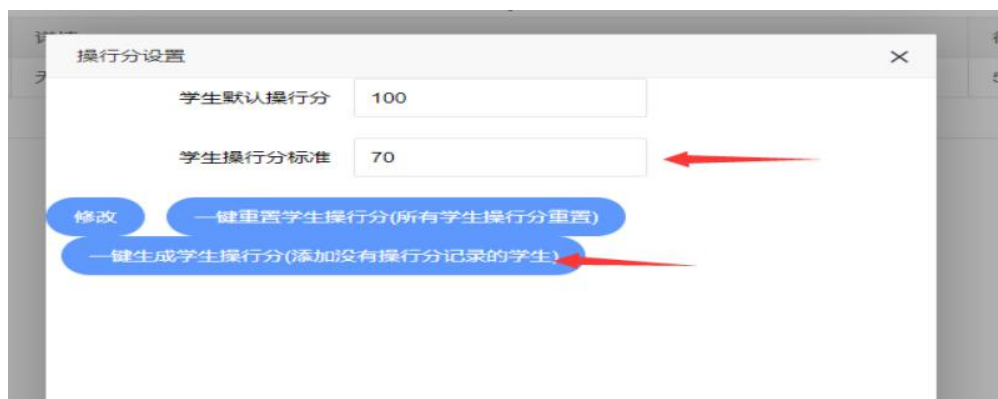 操行分设置
学生默认操行分 100
学生操行分标准 70
修改 一键重置学生操行分(所有学生操行分重置)
一键生成学生操行分(添加没有操行分记录的学生)